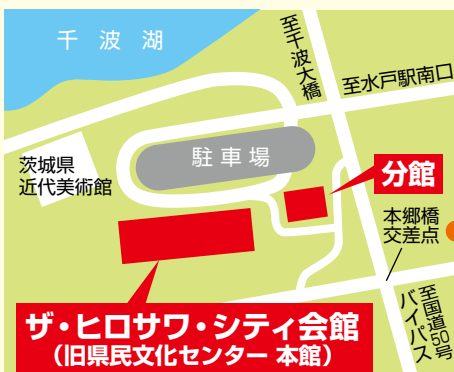 千波湖
至千波大橋
至水戸駅南口
茨城県
近代美術館
駐車場
分館
本郷橋
交差点
至国道50号
バイパス
ザ・ヒロサワ・シティ会館
（旧県民文化センター 本館）